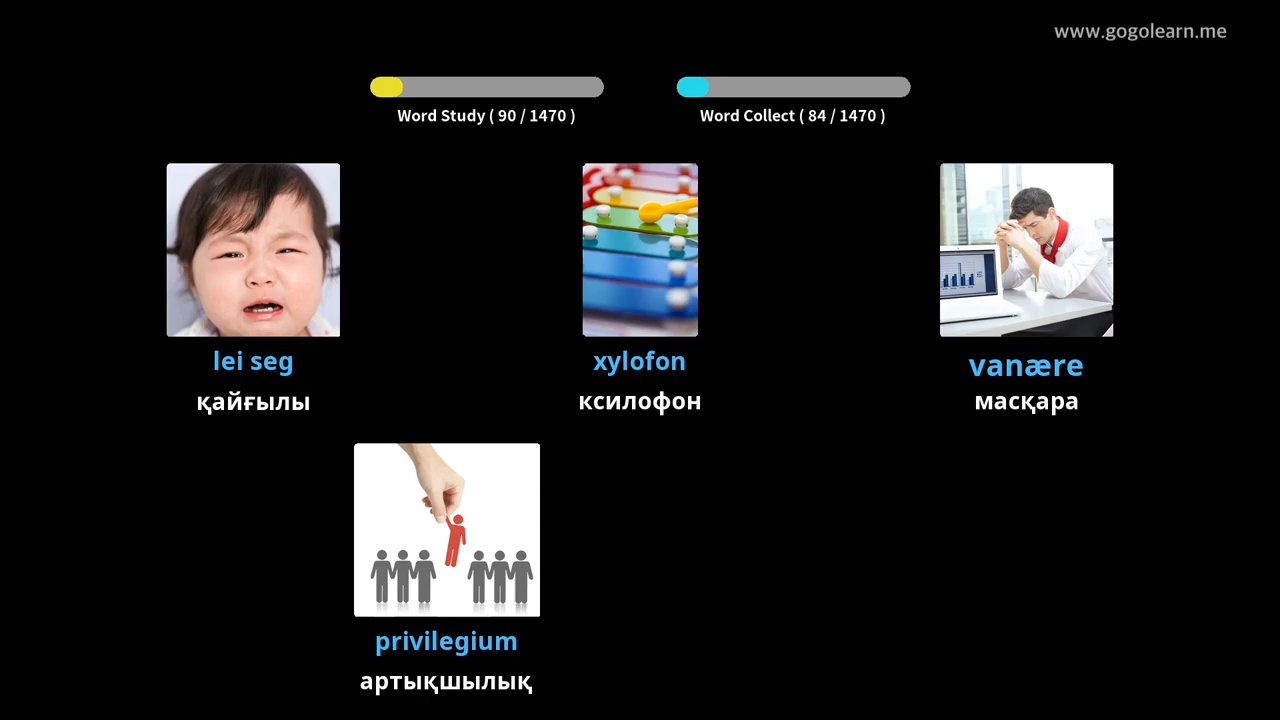 www.gogolearn.me
Word Study ( 90 / 1470 )
Word Collect ( 84 / 1470 )
lei seg
қайғылы
xylofon
ксилофон
vanære
масқара
privilegium
артықшылық